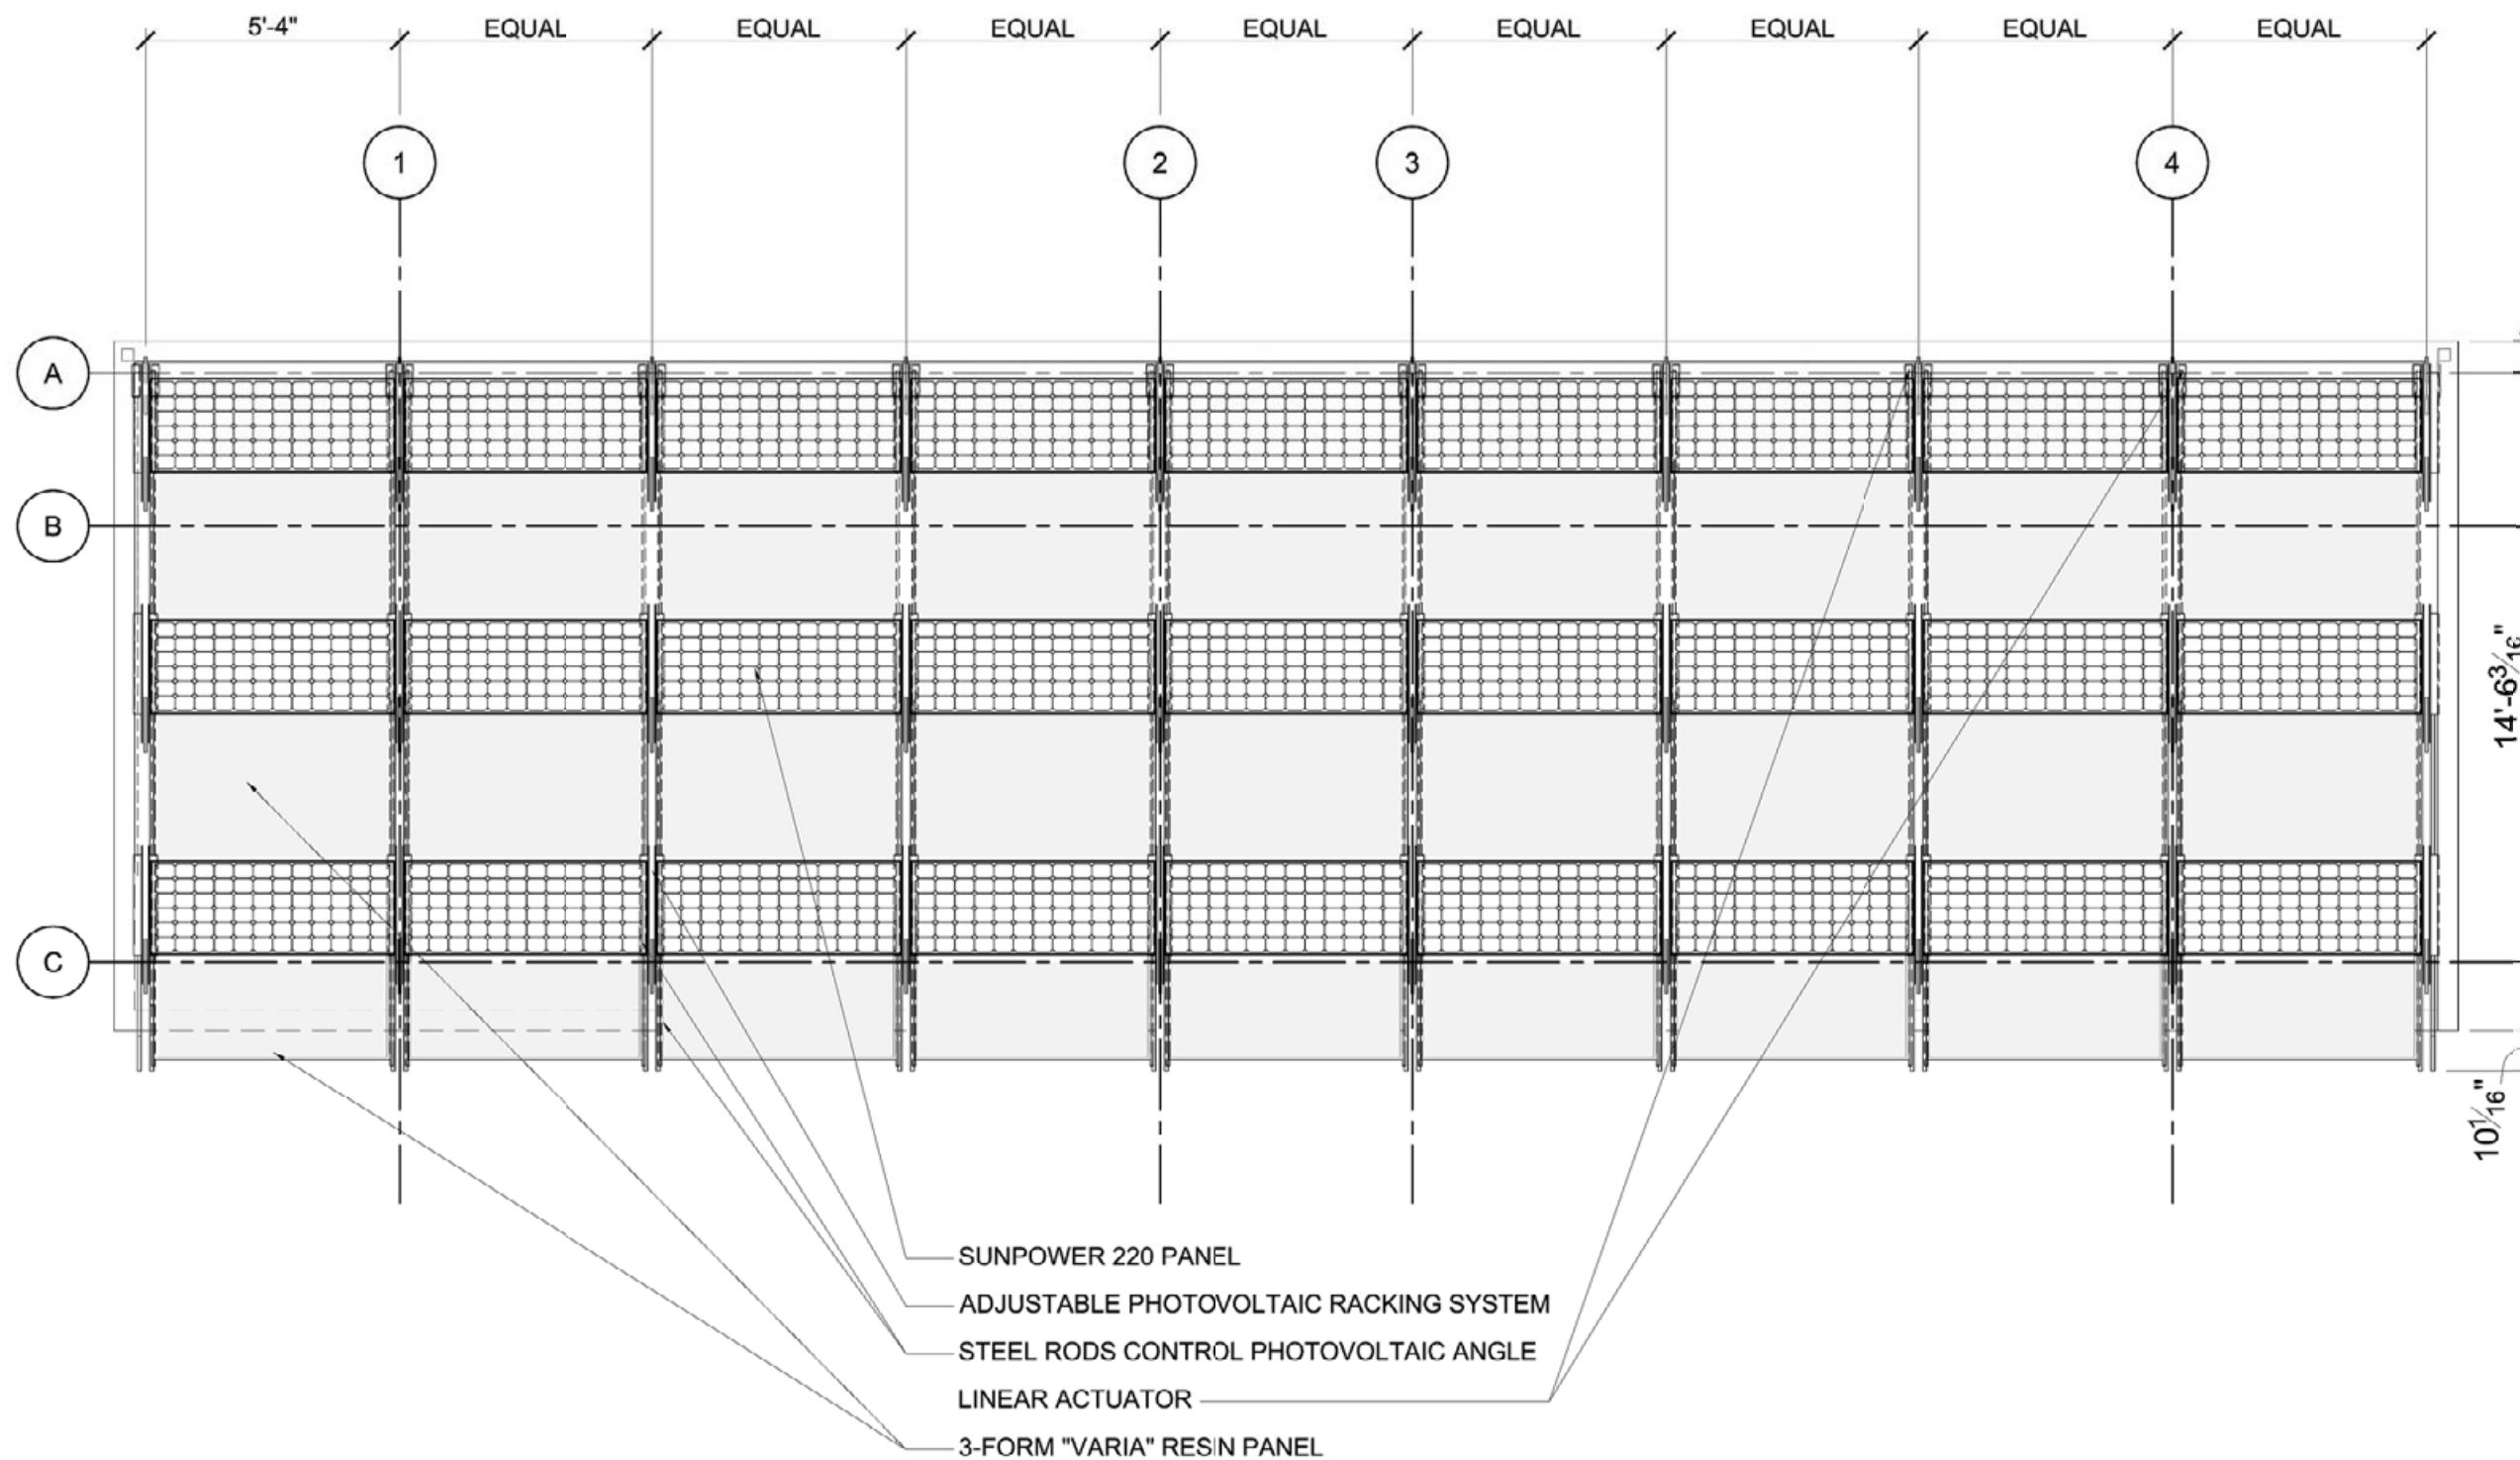 5'-4" EQUAL EQUAL EQUAL EQUAL EQUAL EQUAL EQUAL EQUAL
1 2 3 4
A
B
14'-6 3/16"
C
10 1/16"
SUNPOWER 220 PANEL
ADJUSTABLE PHOTOVOLTAIC RACKING SYSTEM
STEEL RODS CONTROL PHOTOVOLTAIC ANGLE
LINEAR ACTUATOR
3-FORM "VARIA" RESIN PANEL